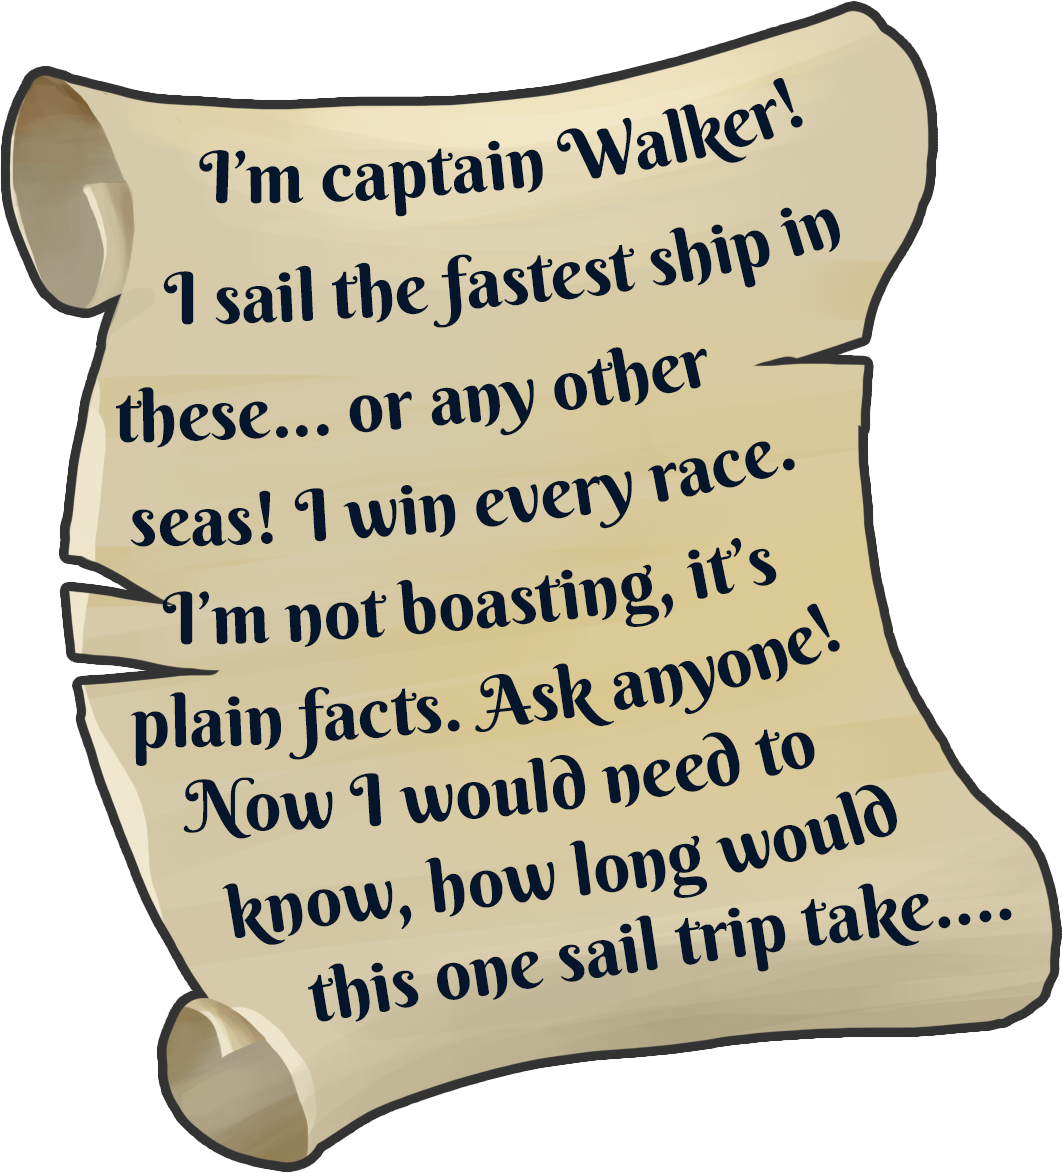 I'm captain Walker!
I sail the fastest ship in
these... or any other
seas! I win every race.
I'm not boasting, it's
plain facts. Ask anyone!
Now I would need to
know, how long would
this one sail trip take....